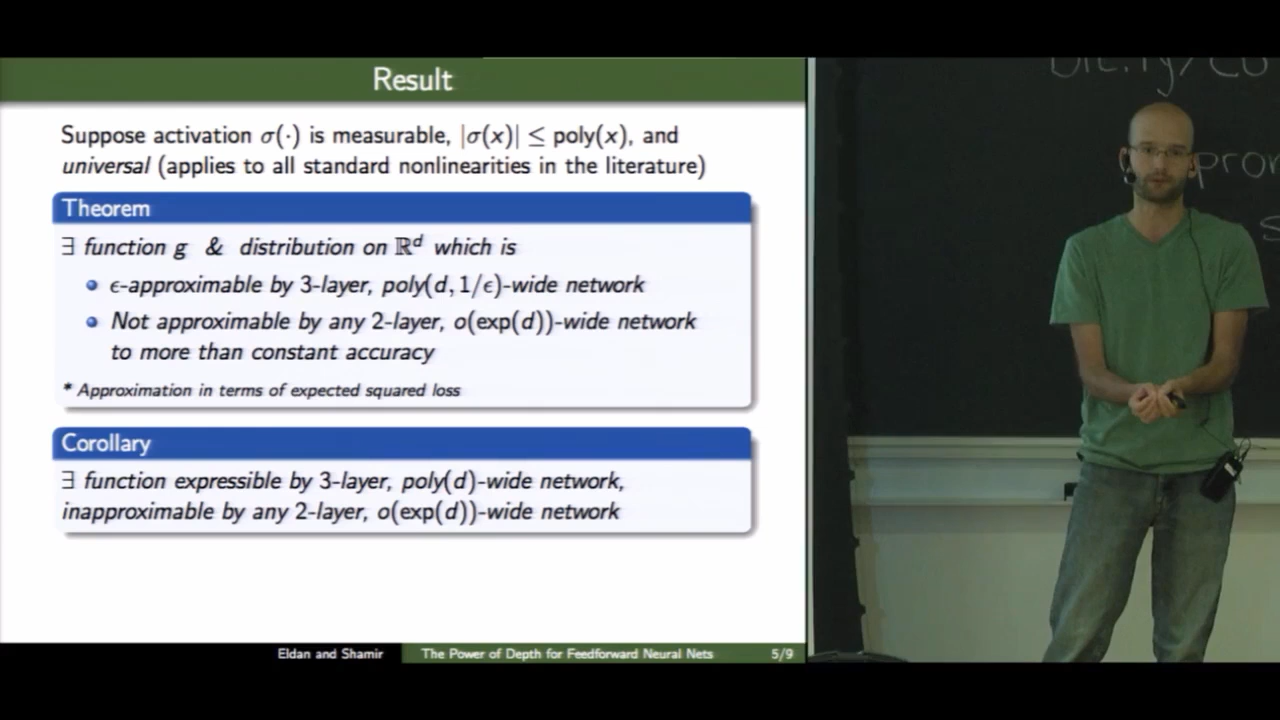 Result
Suppose activation σ(·) is measurable, |σ(x)| ≤ poly(x), and
universal (applies to all standard nonlinearities in the literature)
Theorem
∃ function g & distribution on ℝᵈ which is
• ϵ-approximable by 3-layer, poly(d, 1/ϵ)-wide network
• Not approximable by any 2-layer, o(exp(d))-wide network
to more than constant accuracy
* Approximation in terms of expected squared loss
Corollary
∃ function expressible by 3-layer, poly(d)-wide network,
inapproximable by any 2-layer, o(exp(d))-wide network
Eldan and Shamir The Power of Depth for Feedforward Neural Nets 5/9